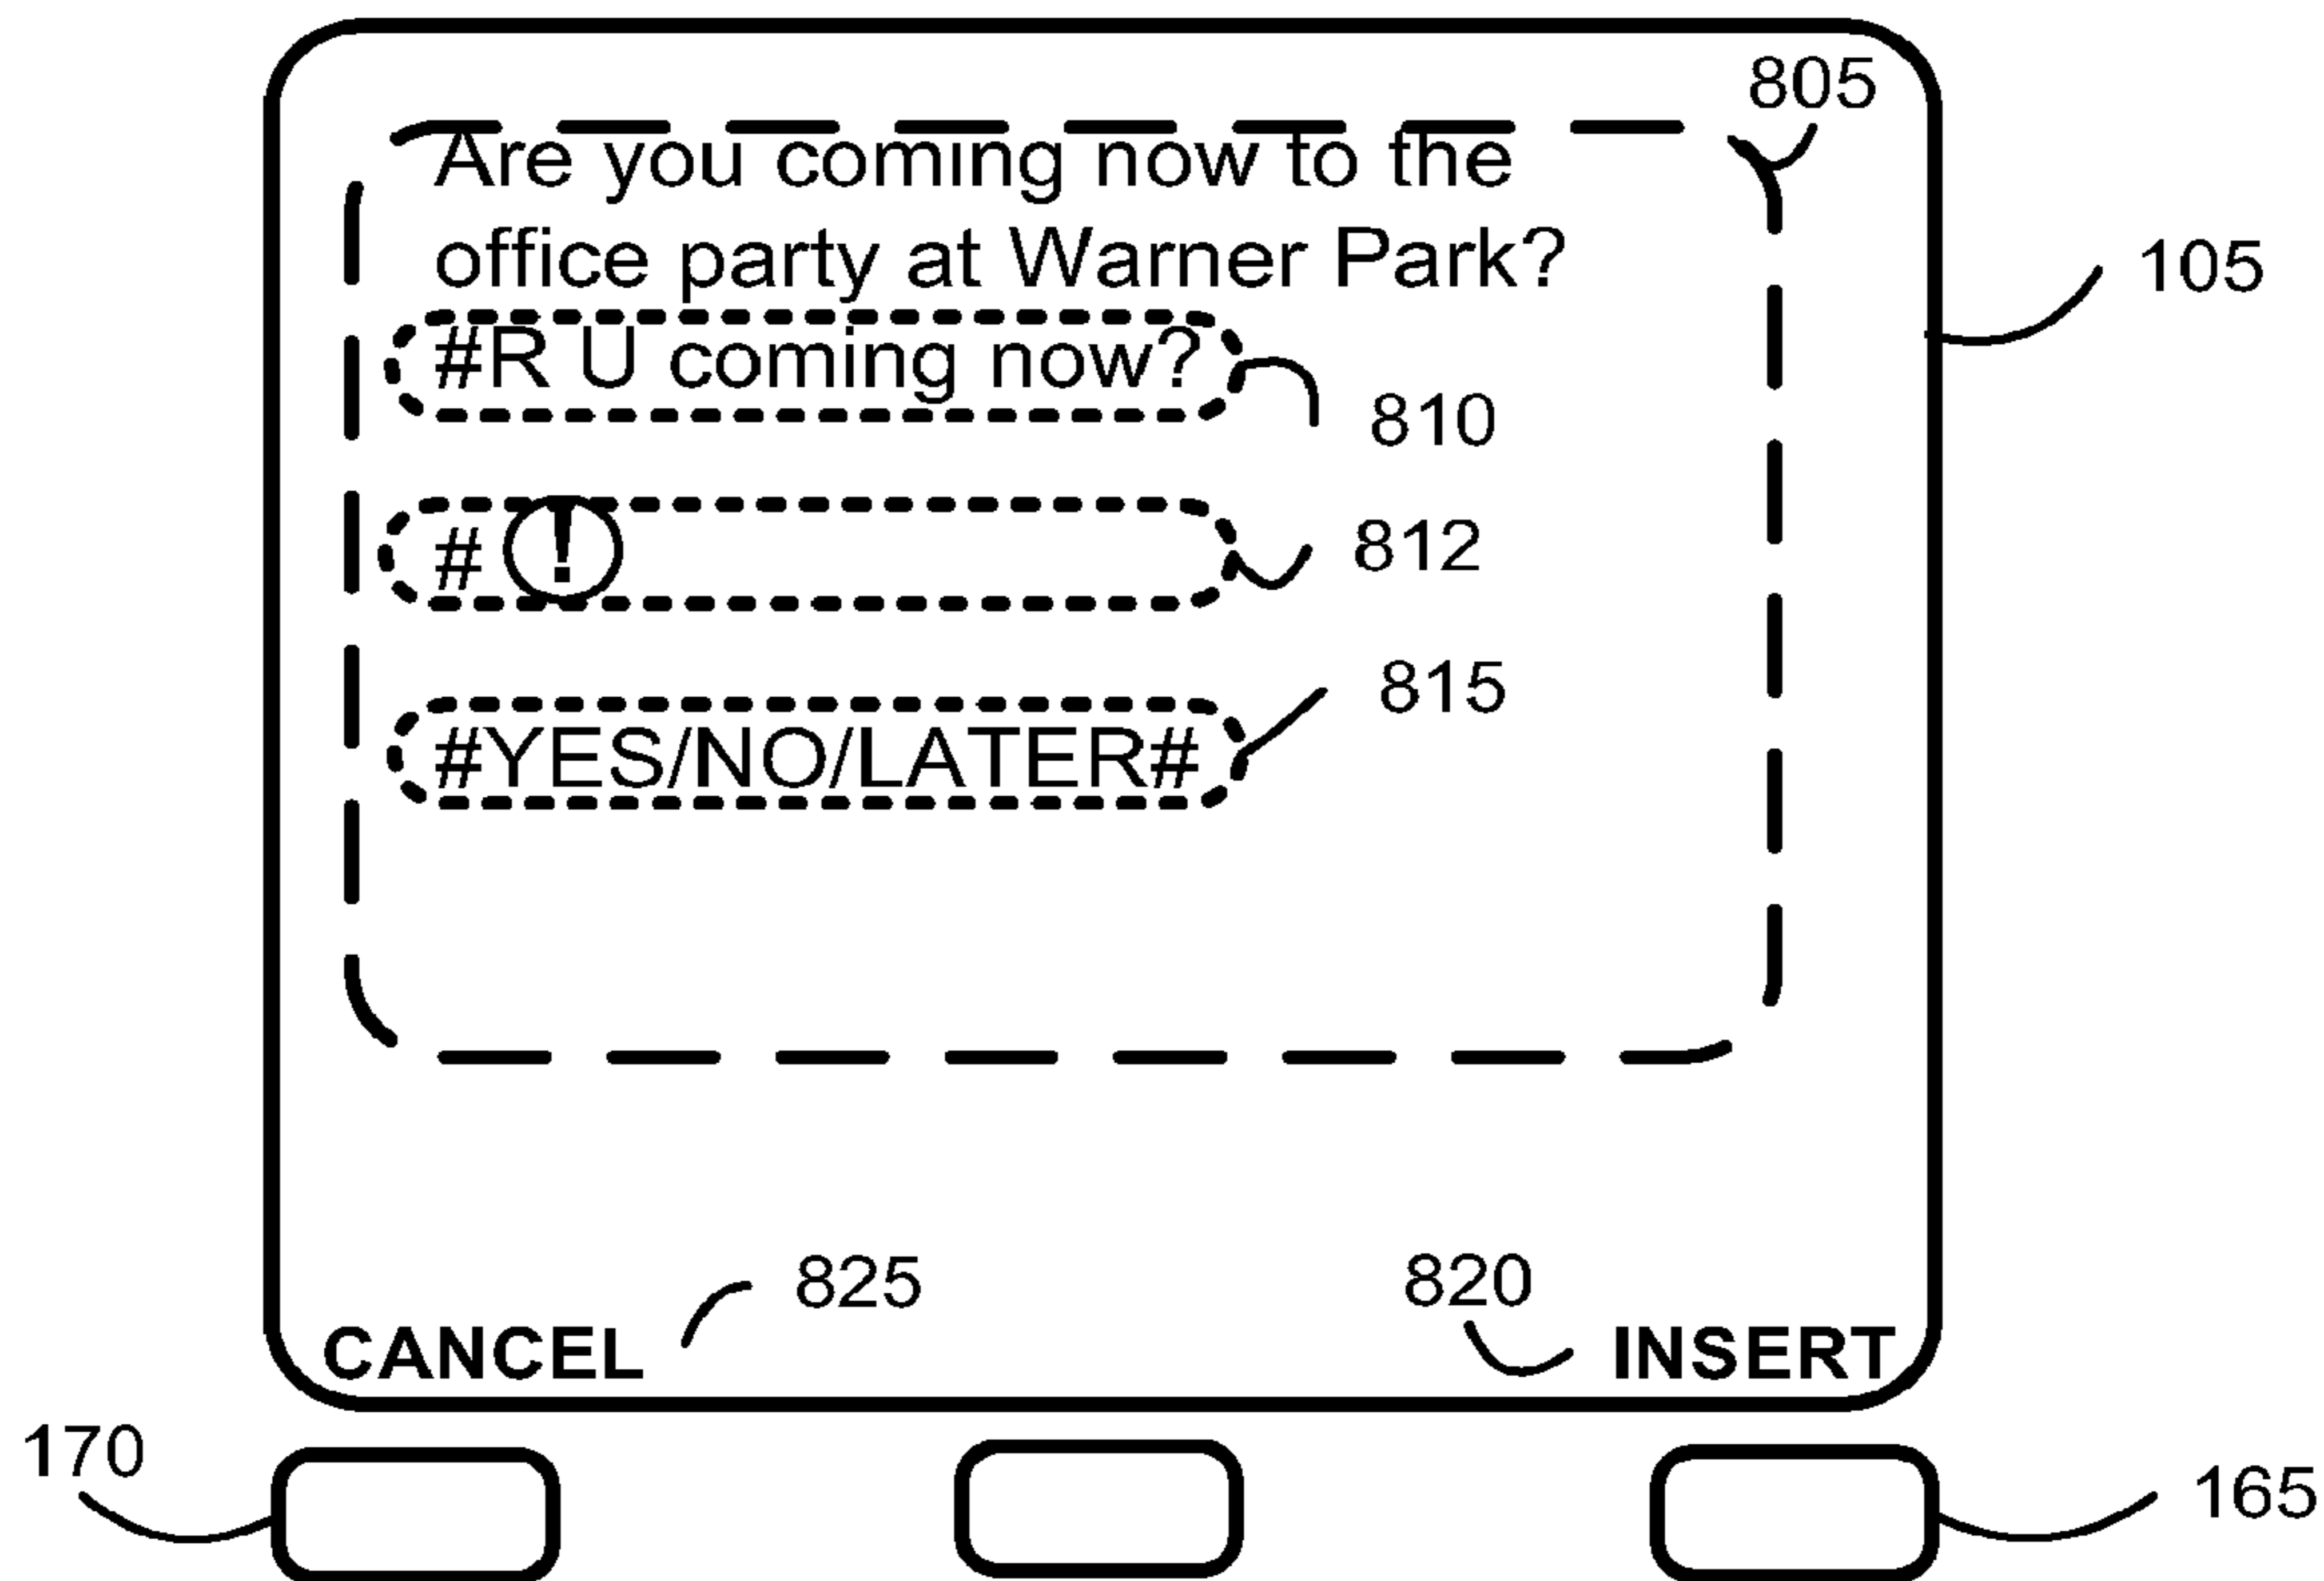 805
Are you coming now to the
office party at Warner Park?
105
#R U coming now?
810
# !
812
815
#YES/NO/LATER#
825
820
CANCEL
INSERT
170
165